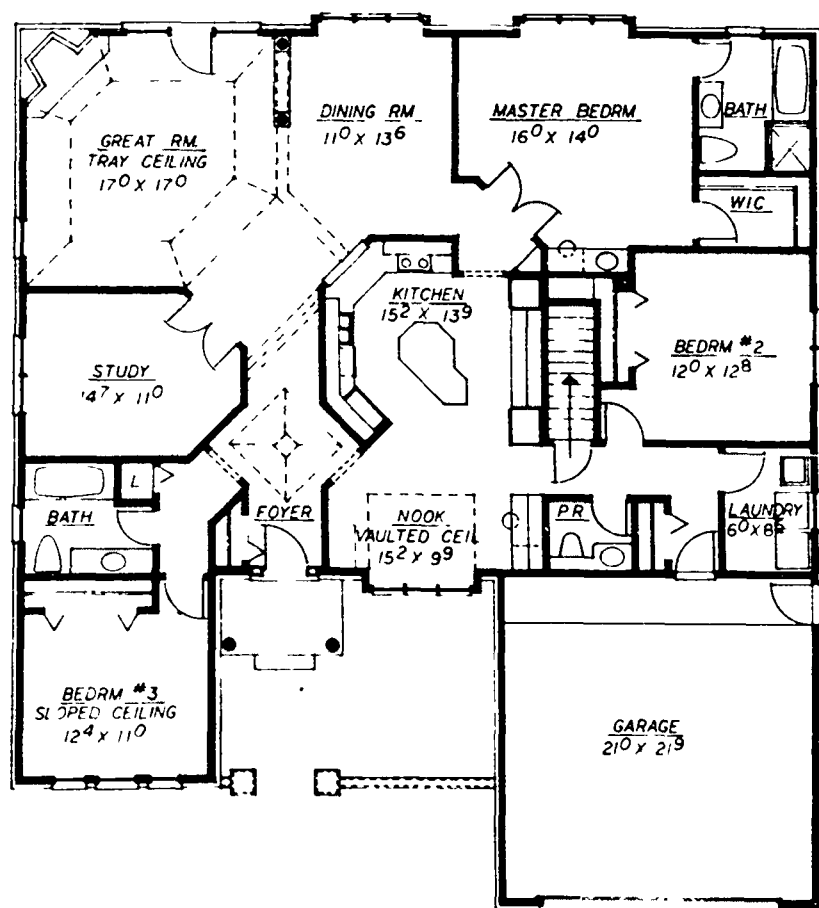 GREAT RM.
TRAY CEILING
17⁰ X 17⁰
DINING RM.
11⁰ X 13⁶
MASTER BEDRM
16⁰ X 14⁰
BATH
WIC
KITCHEN
15² X 13⁹
BEDRM #2
12⁰ X 12⁸
STUDY
14⁷ X 11⁰
L
BATH
FOYER
NOOK
VAULTED CEIL
15² X 9⁹
PR
LAUNDRY
6⁰ X 8⁶
BEDRM #3
SLOPED CEILING
12⁴ X 11⁰
GARAGE
21⁰ X 21⁹